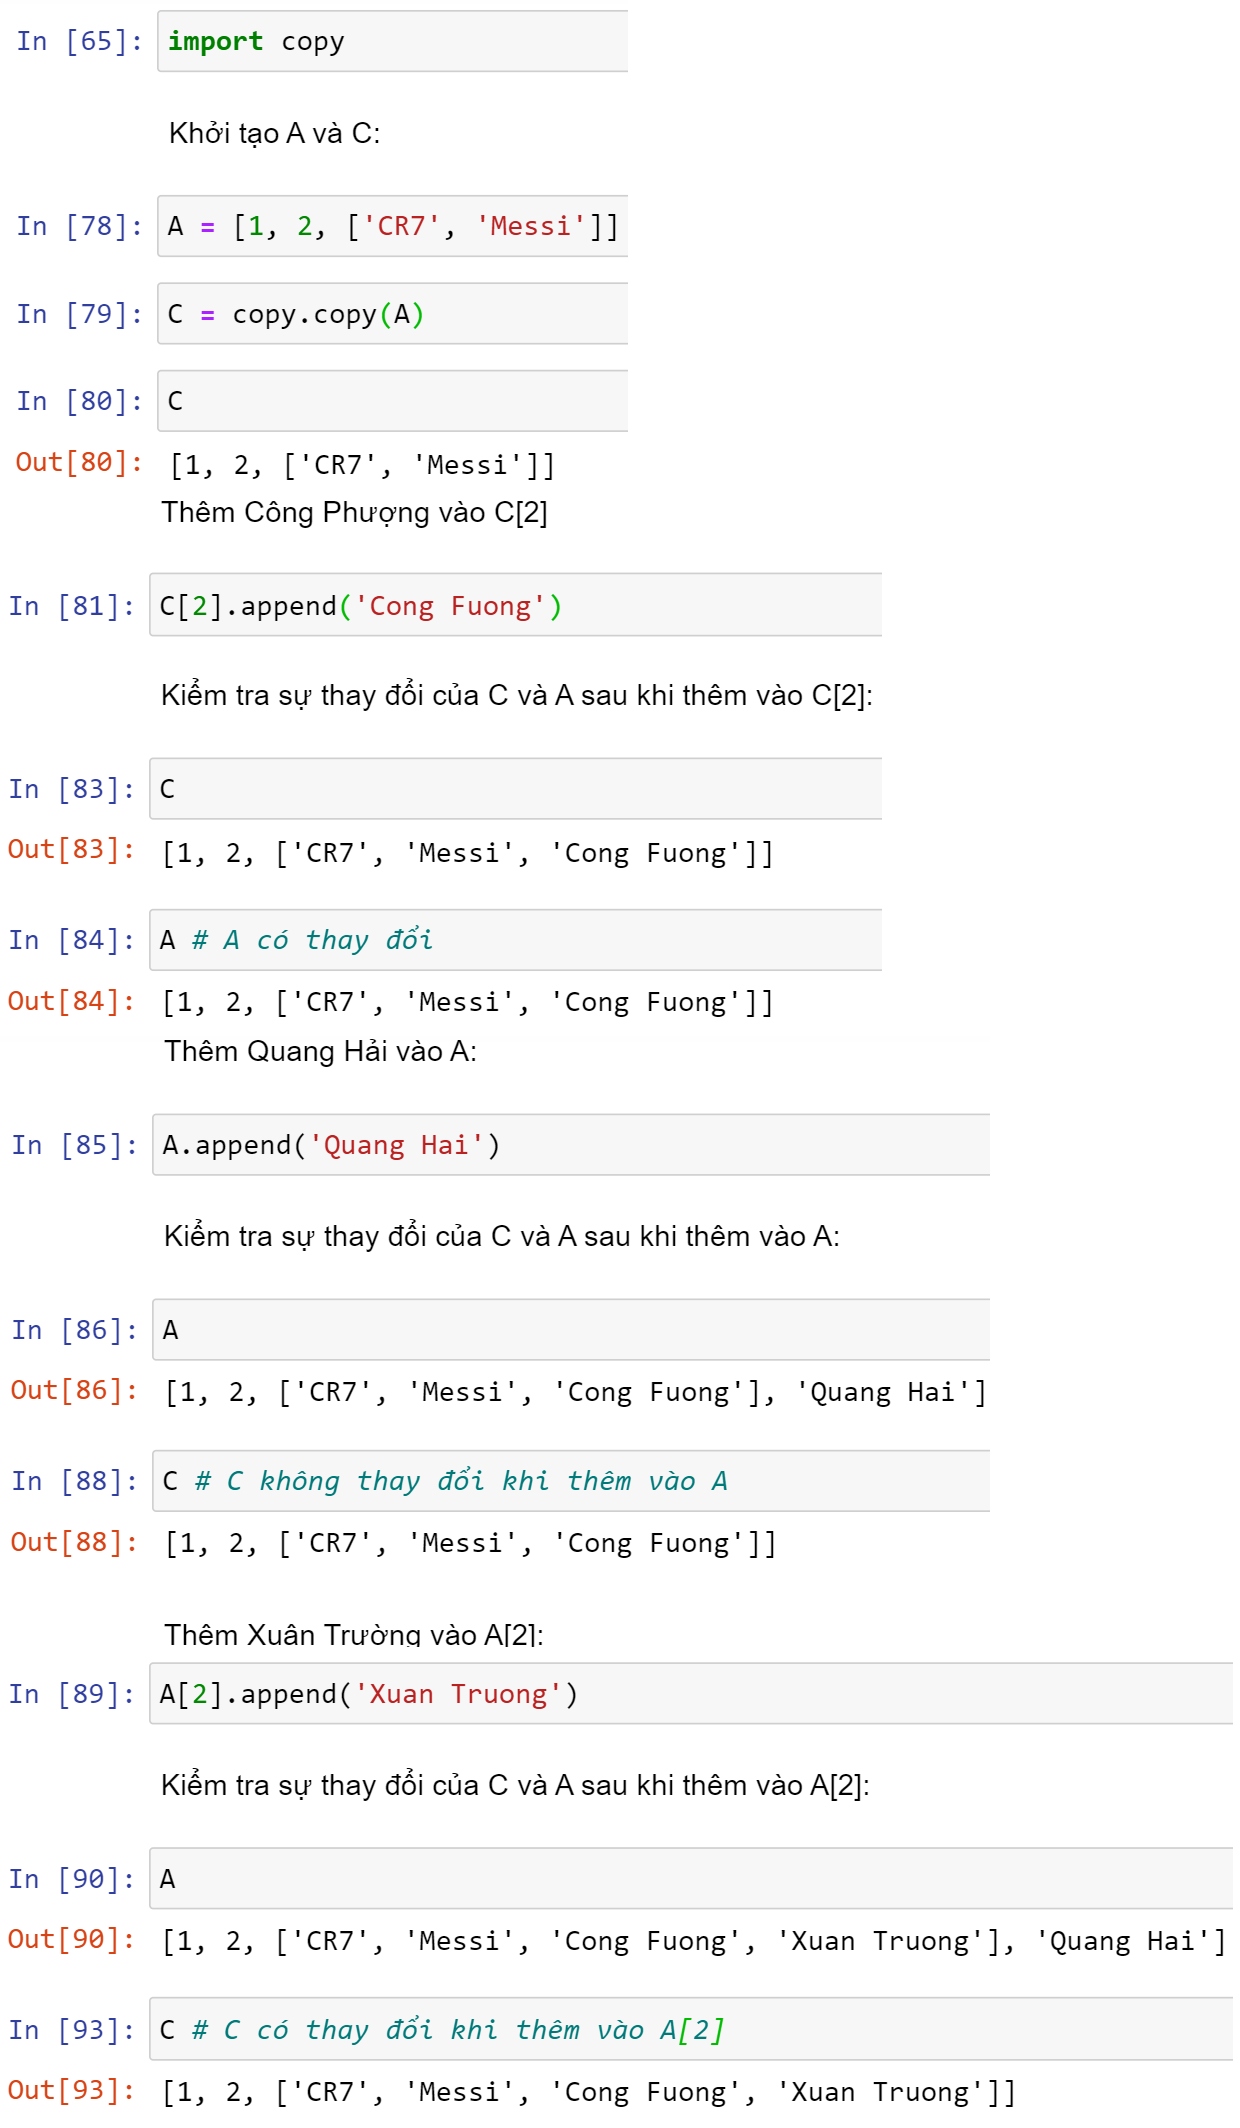 In [65]: import copy
Khởi tạo A và C:
In [78]: A = [1, 2, ['CR7', 'Messi']]
In [79]: C = copy.copy(A)
In [80]: C
Out[80]: [1, 2, ['CR7', 'Messi']]
Thêm Công Phượng vào C[2]
In [81]: C[2].append('Cong Fuong')
Kiểm tra sự thay đổi của C và A sau khi thêm vào C[2]:
In [83]: C
Out[83]: [1, 2, ['CR7', 'Messi', 'Cong Fuong']]
In [84]: A # A có thay đổi
Out[84]: [1, 2, ['CR7', 'Messi', 'Cong Fuong']]
Thêm Quang Hải vào A:
In [85]: A.append('Quang Hai')
Kiểm tra sự thay đổi của C và A sau khi thêm vào A:
In [86]: A
Out[86]: [1, 2, ['CR7', 'Messi', 'Cong Fuong'], 'Quang Hai']
In [88]: C # C không thay đổi khi thêm vào A
Out[88]: [1, 2, ['CR7', 'Messi', 'Cong Fuong']]
Thêm Xuân Trường vào A[2]:
In [89]: A[2].append('Xuan Truong')
Kiểm tra sự thay đổi của C và A sau khi thêm vào A[2]:
In [90]: A
Out[90]: [1, 2, ['CR7', 'Messi', 'Cong Fuong', 'Xuan Truong'], 'Quang Hai']
In [93]: C # C có thay đổi khi thêm vào A[2]
Out[93]: [1, 2, ['CR7', 'Messi', 'Cong Fuong', 'Xuan Truong']]